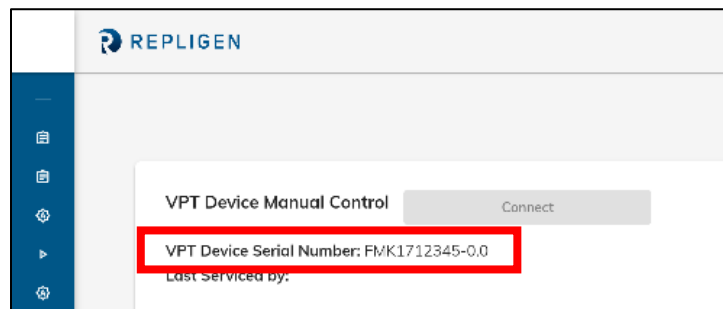 REPLIGEN
VPT Device Manual Control Connect
VPT Device Serial Number: FMK1712345-0.0
Last Serviced by: